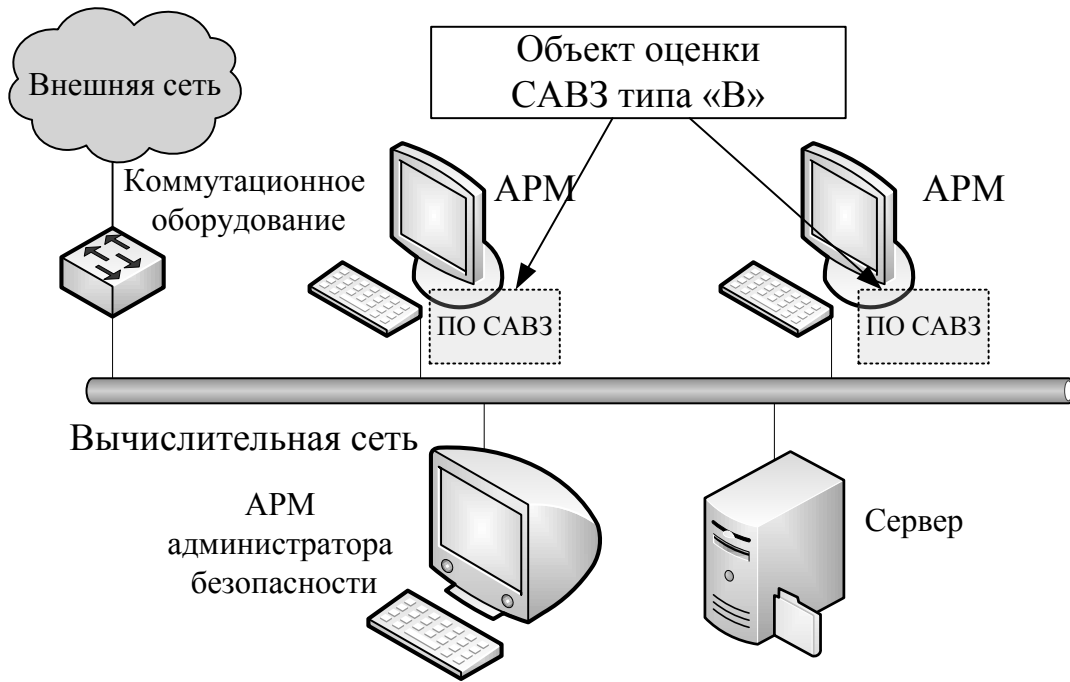 Внешняя сеть
Объект оценки
САВЗ типа «В»
Коммутационное
оборудование
АРМ
АРМ
ПО САВЗ
ПО САВЗ
Вычислительная сеть
АРМ
администратора
безопасности
Сервер